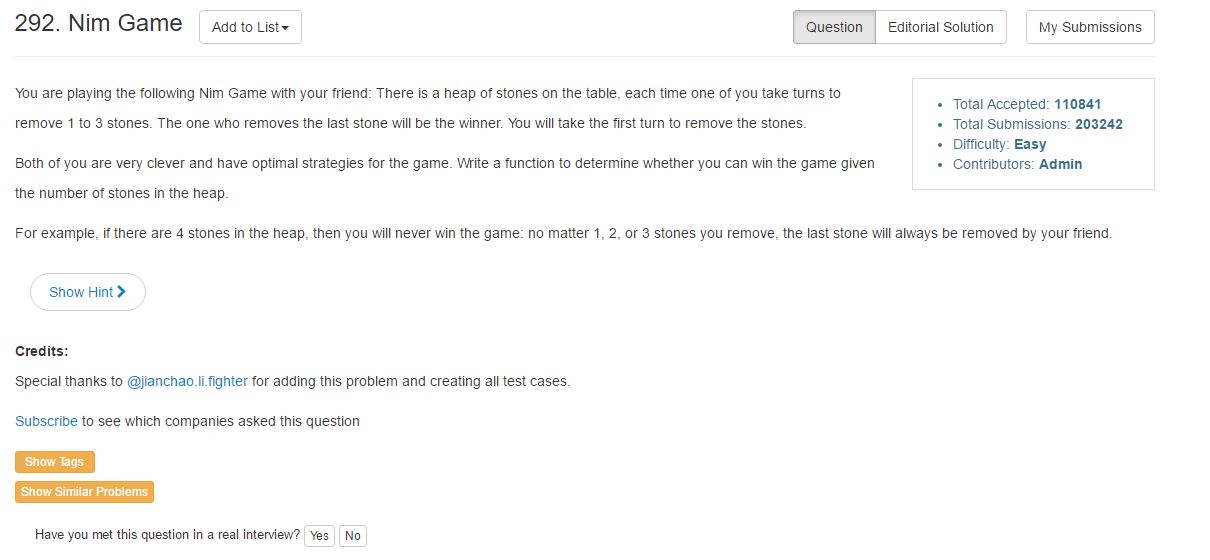 292. Nim Game Add to List Question Editorial Solution My Submissions
You are playing the following Nim Game with your friend: There is a heap of stones on the table, each time one of you take turns to
remove 1 to 3 stones. The one who removes the last stone will be the winner. You will take the first turn to remove the stones.
Both of you are very clever and have optimal strategies for the game. Write a function to determine whether you can win the game given
the number of stones in the heap.
For example, if there are 4 stones in the heap, then you will never win the game: no matter 1, 2, or 3 stones you remove, the last stone will always be removed by your friend.
Total Accepted: 110841
Total Submissions: 203242
Difficulty: Easy
Contributors: Admin
Show Hint
Credits:
Special thanks to @jianchao.li.fighter for adding this problem and creating all test cases.
Subscribe to see which companies asked this question
Show Tags
Show Similar Problems
Have you met this question in a real interview? Yes No